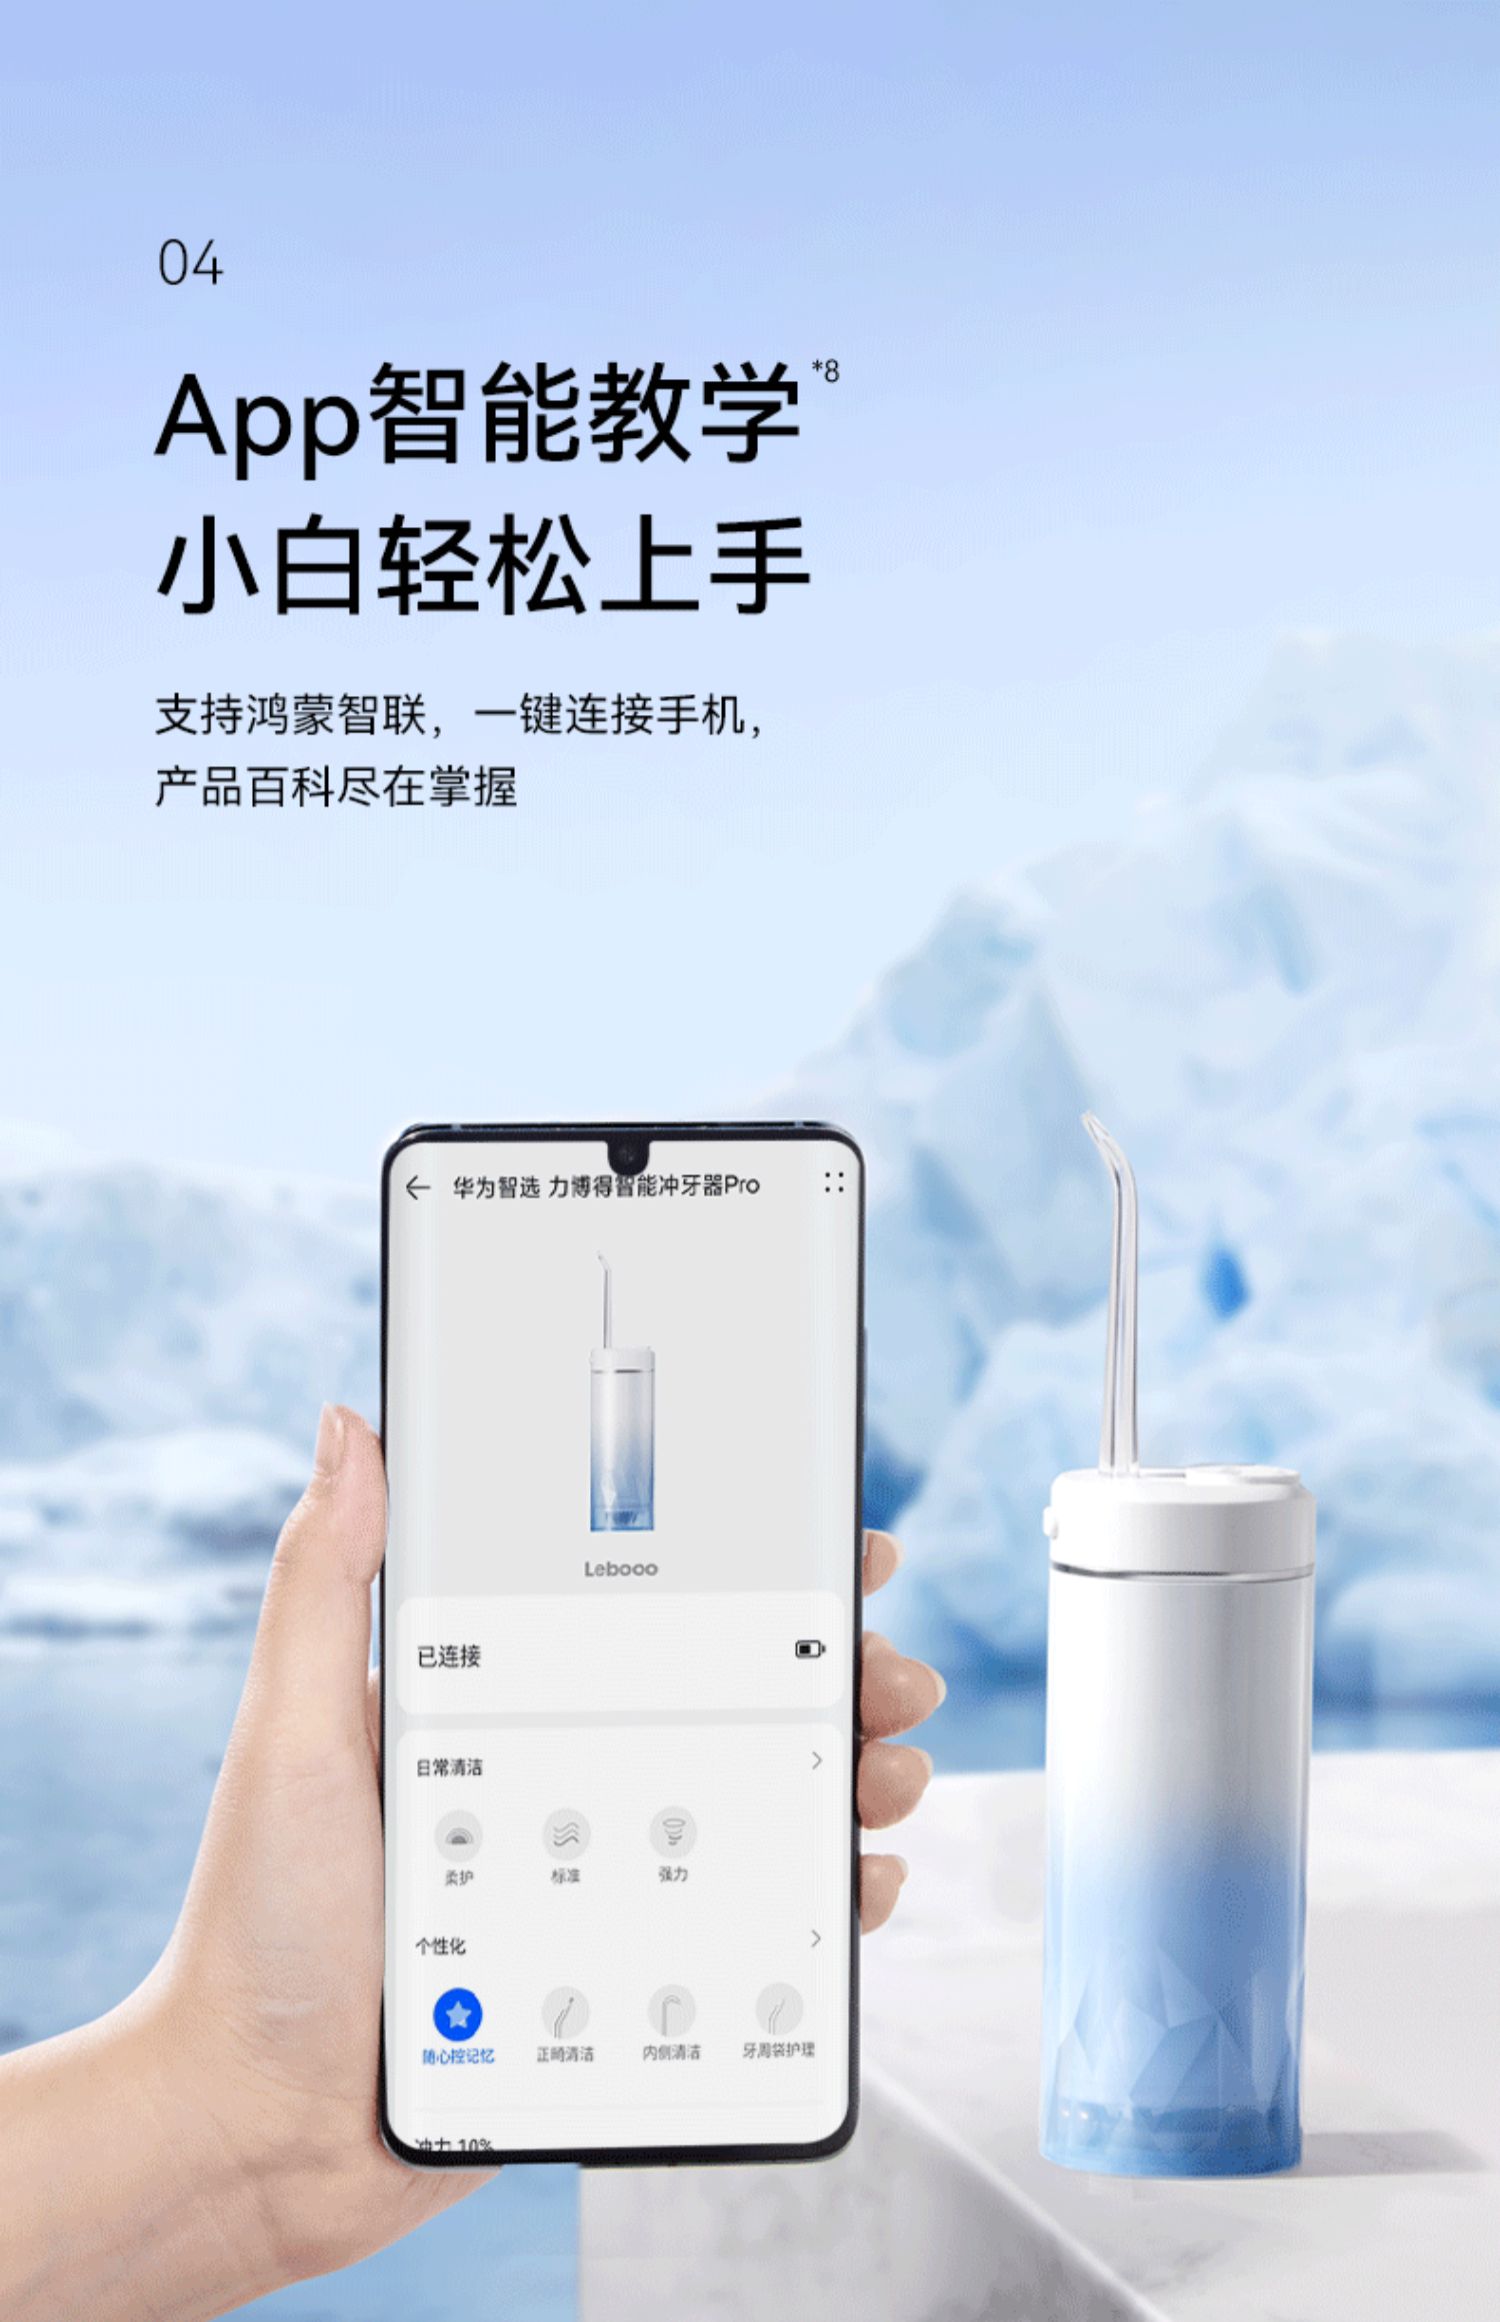 04
App智能教学*8
小白轻松上手
支持鸿蒙智联，一键连接手机，
产品百科尽在掌握
华为智选 力博得智能冲牙器Pro
Lebooo
已连接
日常清洁
柔护 标准 强力
个性化
随心控记忆 正畸清洁 内侧清洁 牙周袋护理
冲力 10%